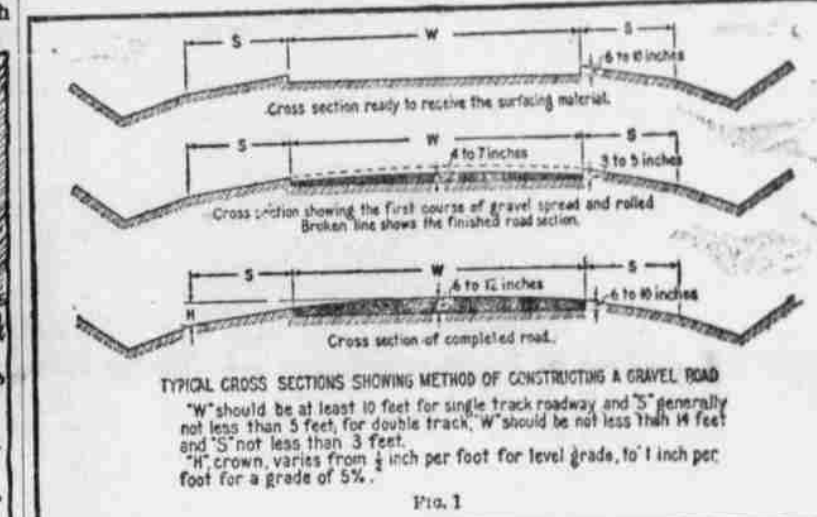 h
S W S
6 to 10 inches
Cross section ready to receive the surfacing material.
S W S
4 to 7 inches
3 to 5 inches
Cross section showing the first course of gravel spread and rolled
Broken line shows the finished road section.
S W S
H
6 to 12 inches
6 to 10 inches
Cross section of completed road.
TYPICAL CROSS SECTIONS SHOWING METHOD OF CONSTRUCTING A GRAVEL ROAD
"W" should be at least 10 feet for single track roadway and "S" generally
not less than 5 feet, for double track, "W" should be not less than 14 feet
and "S" not less than 3 feet.
"H", crown, varies from ½ inch per foot for level grade, to 1 inch per
foot for a grade of 5%.
FIG. 1